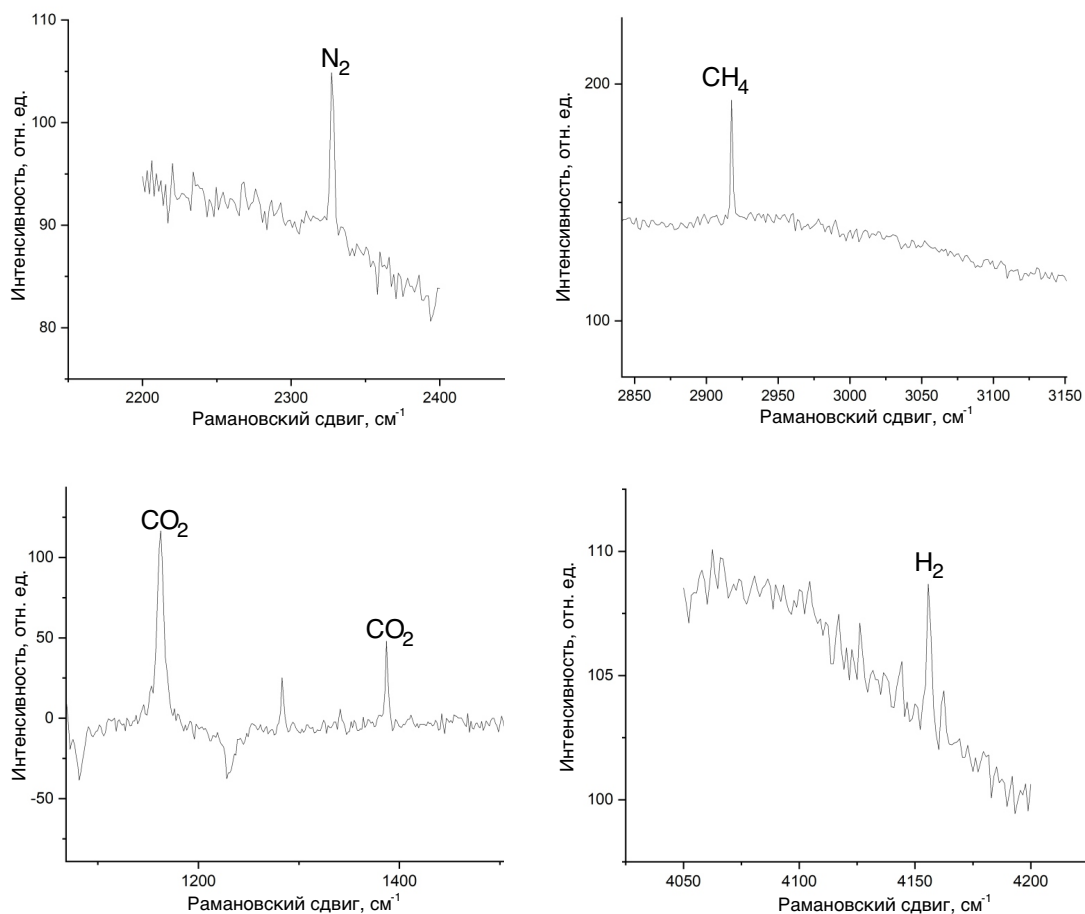 110
100
90
80
N2
2200
2300
2400
Интенсивность, отн. ед.
Рамановский сдвиг, см-1
200
100
CH4
2850
2900
2950
3000
3050
3100
3150
Интенсивность, отн. ед.
Рамановский сдвиг, см-1
100
50
0
-50
CO2
CO2
1200
1400
Интенсивность, отн. ед.
Рамановский сдвиг, см-1
110
105
100
H2
4050
4100
4150
4200
Интенсивность, отн. ед.
Рамановский сдвиг, см-1